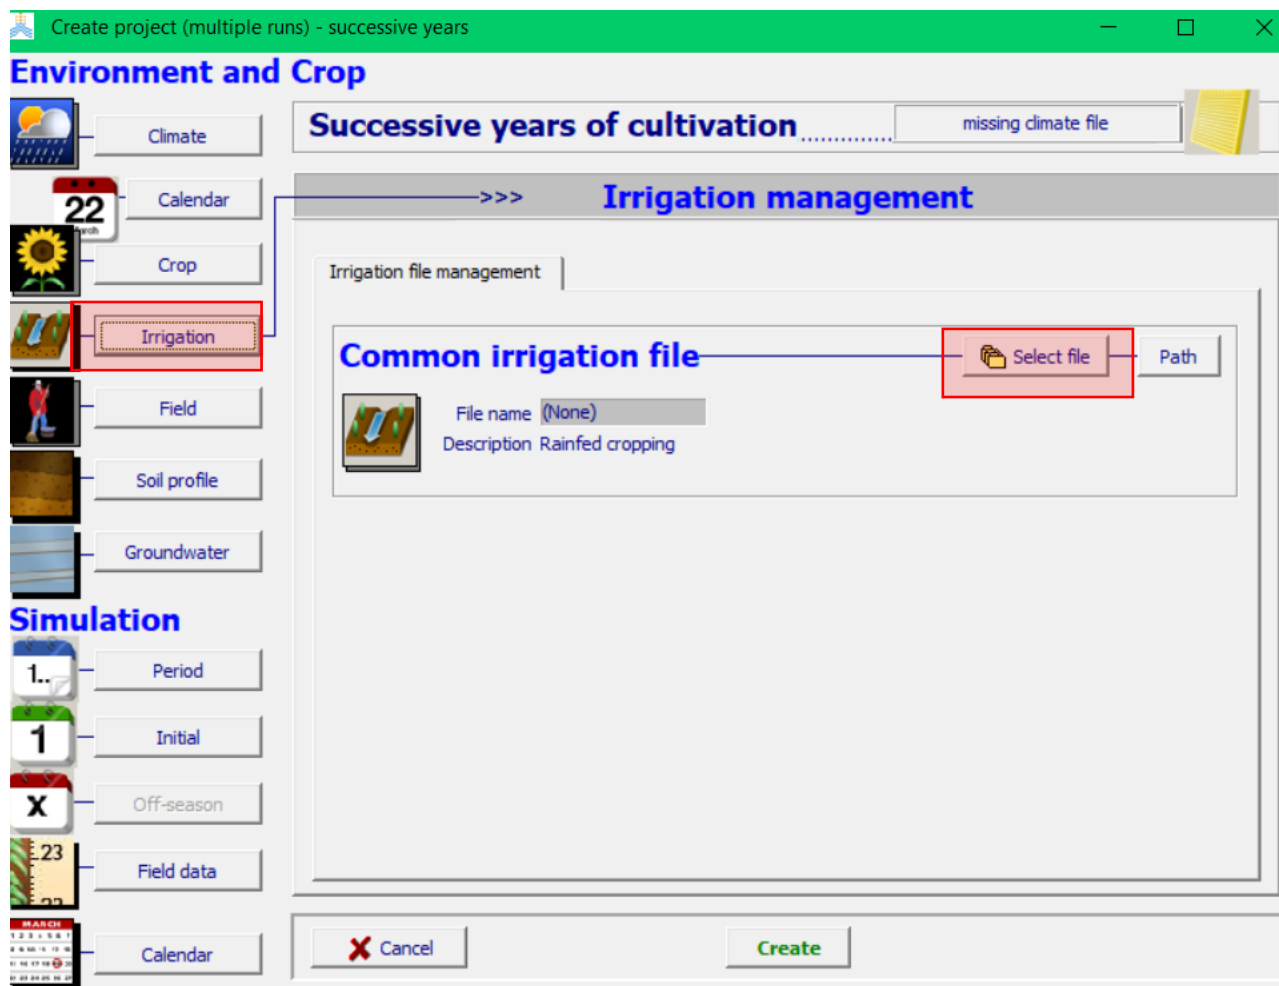 Create project (multiple runs) - successive years
Environment and Crop
Climate
Successive years of cultivation.............. missing climate file
22
March
Calendar
>>> Irrigation management
Crop
Irrigation file management
Irrigation
Common irrigation file
Select file
Path
File name (None)
Description Rainfed cropping
Field
Soil profile
Groundwater
Simulation
1..
Period
1
Initial
X
Off-season
23
Field data
MARCH
Calendar
Cancel
Create